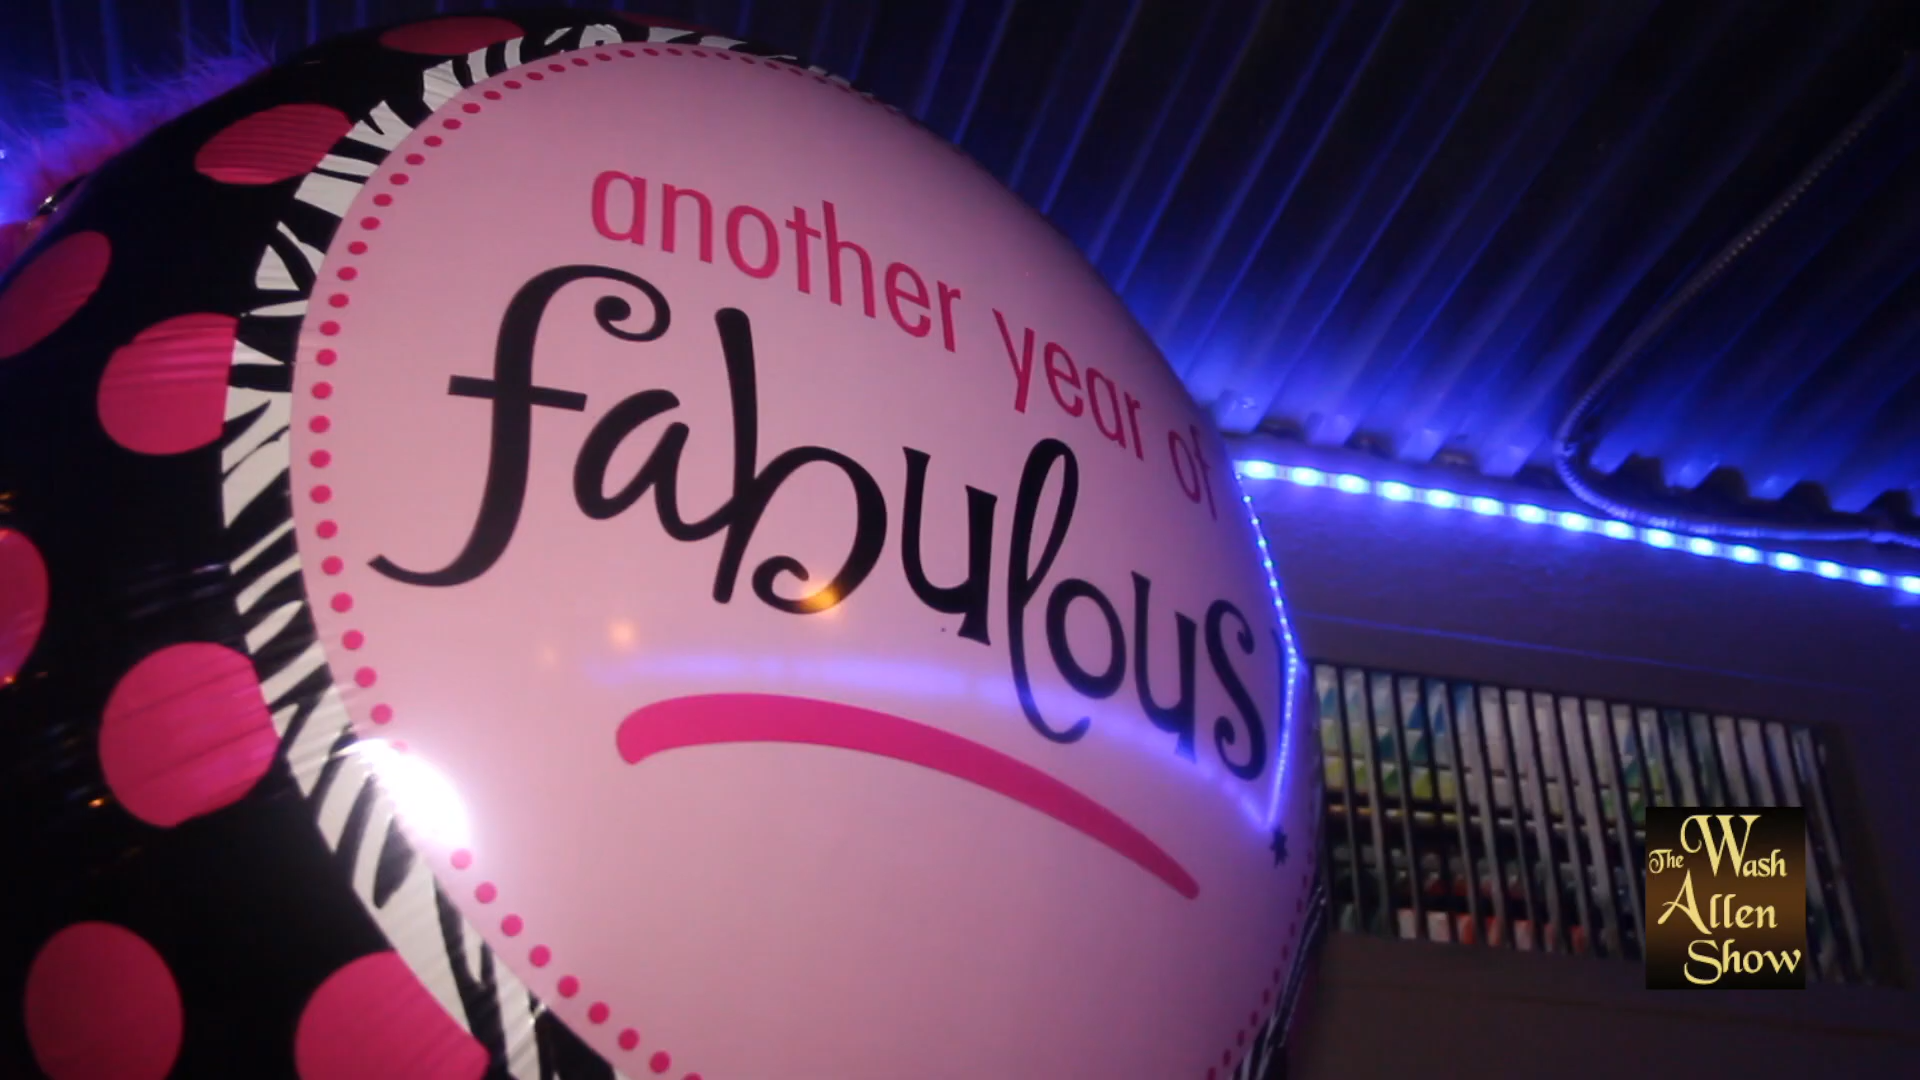 another year of
fabulous
The Wash
Allen
Show